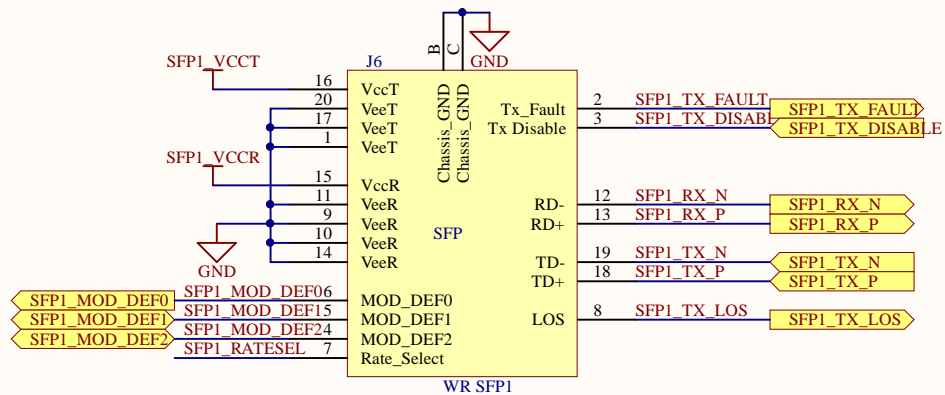 B
C
GND
J6
SFP1_VCCT
16 VccT
20 VeeT
17 VeeT
1 VeeT
SFP1_VCCR
15 VccR
11 VeeR
9 VeeR
10 VeeR
14 VeeR
GND
SFP1_MOD_DEF0 SFP1_MOD_DEF0 6 MOD_DEF0
SFP1_MOD_DEF1 SFP1_MOD_DEF1 5 MOD_DEF1
SFP1_MOD_DEF2 SFP1_MOD_DEF2 4 MOD_DEF2
SFP1_RATESEL 7 Rate_Select
Chassis_GND
Chassis_GND
SFP
Tx_Fault 2 SFP1_TX_FAULT SFP1_TX_FAULT
Tx Disable 3 SFP1_TX_DISABL SFP1_TX_DISABLE
RD- 12 SFP1_RX_N SFP1_RX_N
RD+ 13 SFP1_RX_P SFP1_RX_P
TD- 19 SFP1_TX_N SFP1_TX_N
TD+ 18 SFP1_TX_P SFP1_TX_P
LOS 8 SFP1_TX_LOS SFP1_TX_LOS
WR SFP1